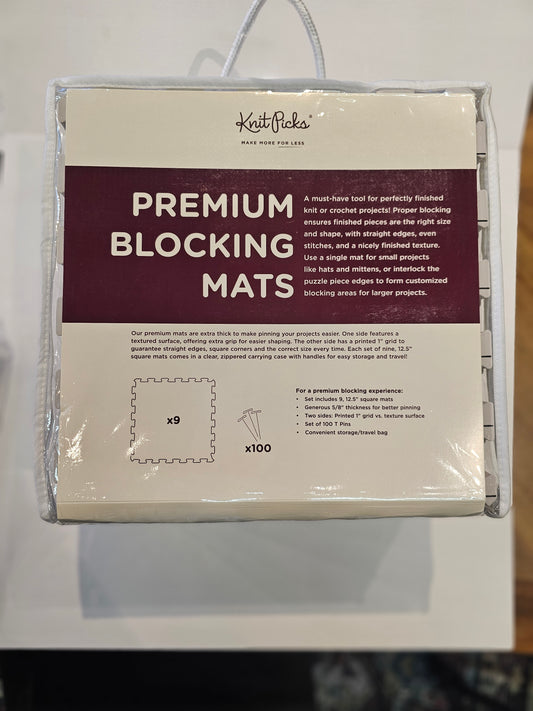 Knit Picks®
MAKE MORE FOR LESS
PREMIUM
BLOCKING
MATS
A must-have tool for perfectly finished
knit or crochet projects! Proper blocking
ensures finished pieces are the right size
and shape, with straight edges, even
stitches, and a nicely finished texture.
Use a single mat for small projects
like hats and mittens, or interlock the
puzzle piece edges to form customized
blocking areas for larger projects.
Our premium mats are extra thick to make pinning your projects easier. One side features a
textured surface, offering extra grip for easier shaping. The other side has a printed 1" grid to
guarantee straight edges, square corners and the correct size every time. Each set of nine, 12.5"
square mats comes in a clear, zippered carrying case with handles for easy storage and travel!
x9
x100
For a premium blocking experience:
• Set includes 9, 12.5" square mats
• Generous 5/8" thickness for better pinning
• Two sides: Printed 1" grid vs. texture surface
• Set of 100 T Pins
• Convenient storage/travel bag